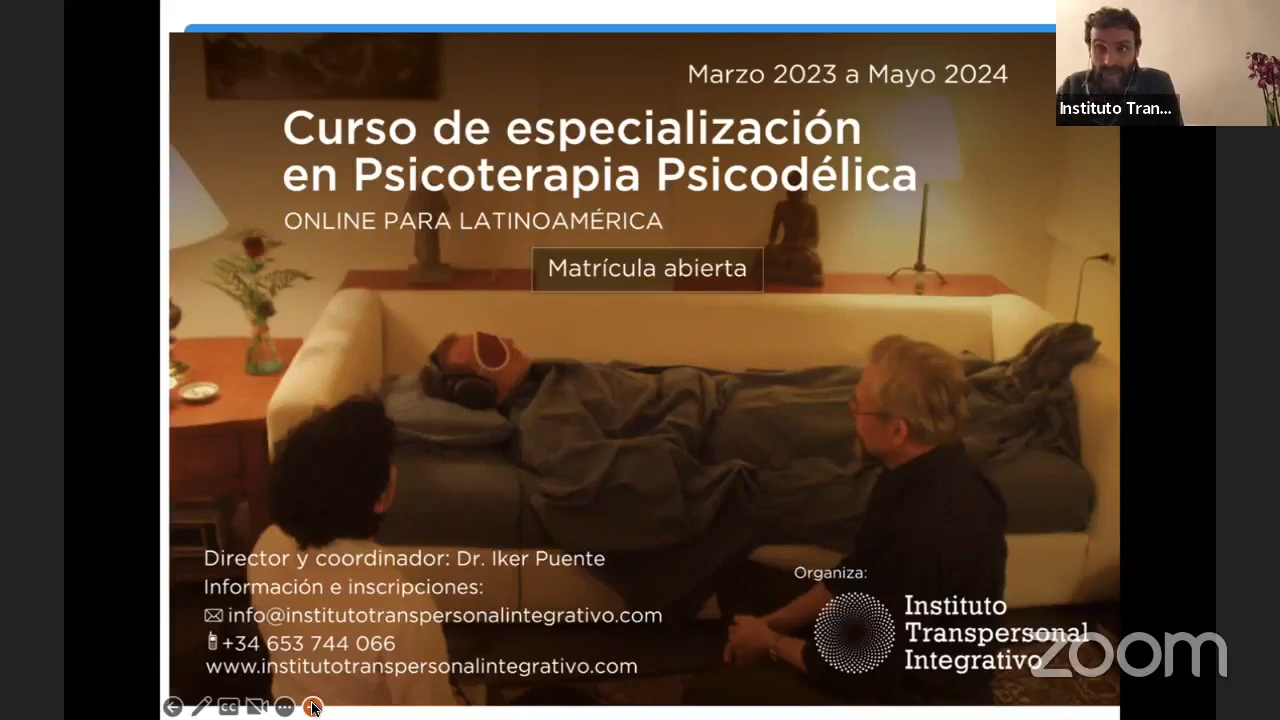 Marzo 2023 a Mayo 2024
Curso de especialización
en Psicoterapia Psicodélica
ONLINE PARA LATINOAMÉRICA
Matrícula abierta
Director y coordinador: Dr. Iker Puente
Información e inscripciones:
info@institutotranspersonalintegrativo.com
+34 653 744 066
www.institutotranspersonalintegrativo.com
Organiza:
Instituto
Transpersonal
Integrativo
Instituto Tran...
zoom
CC